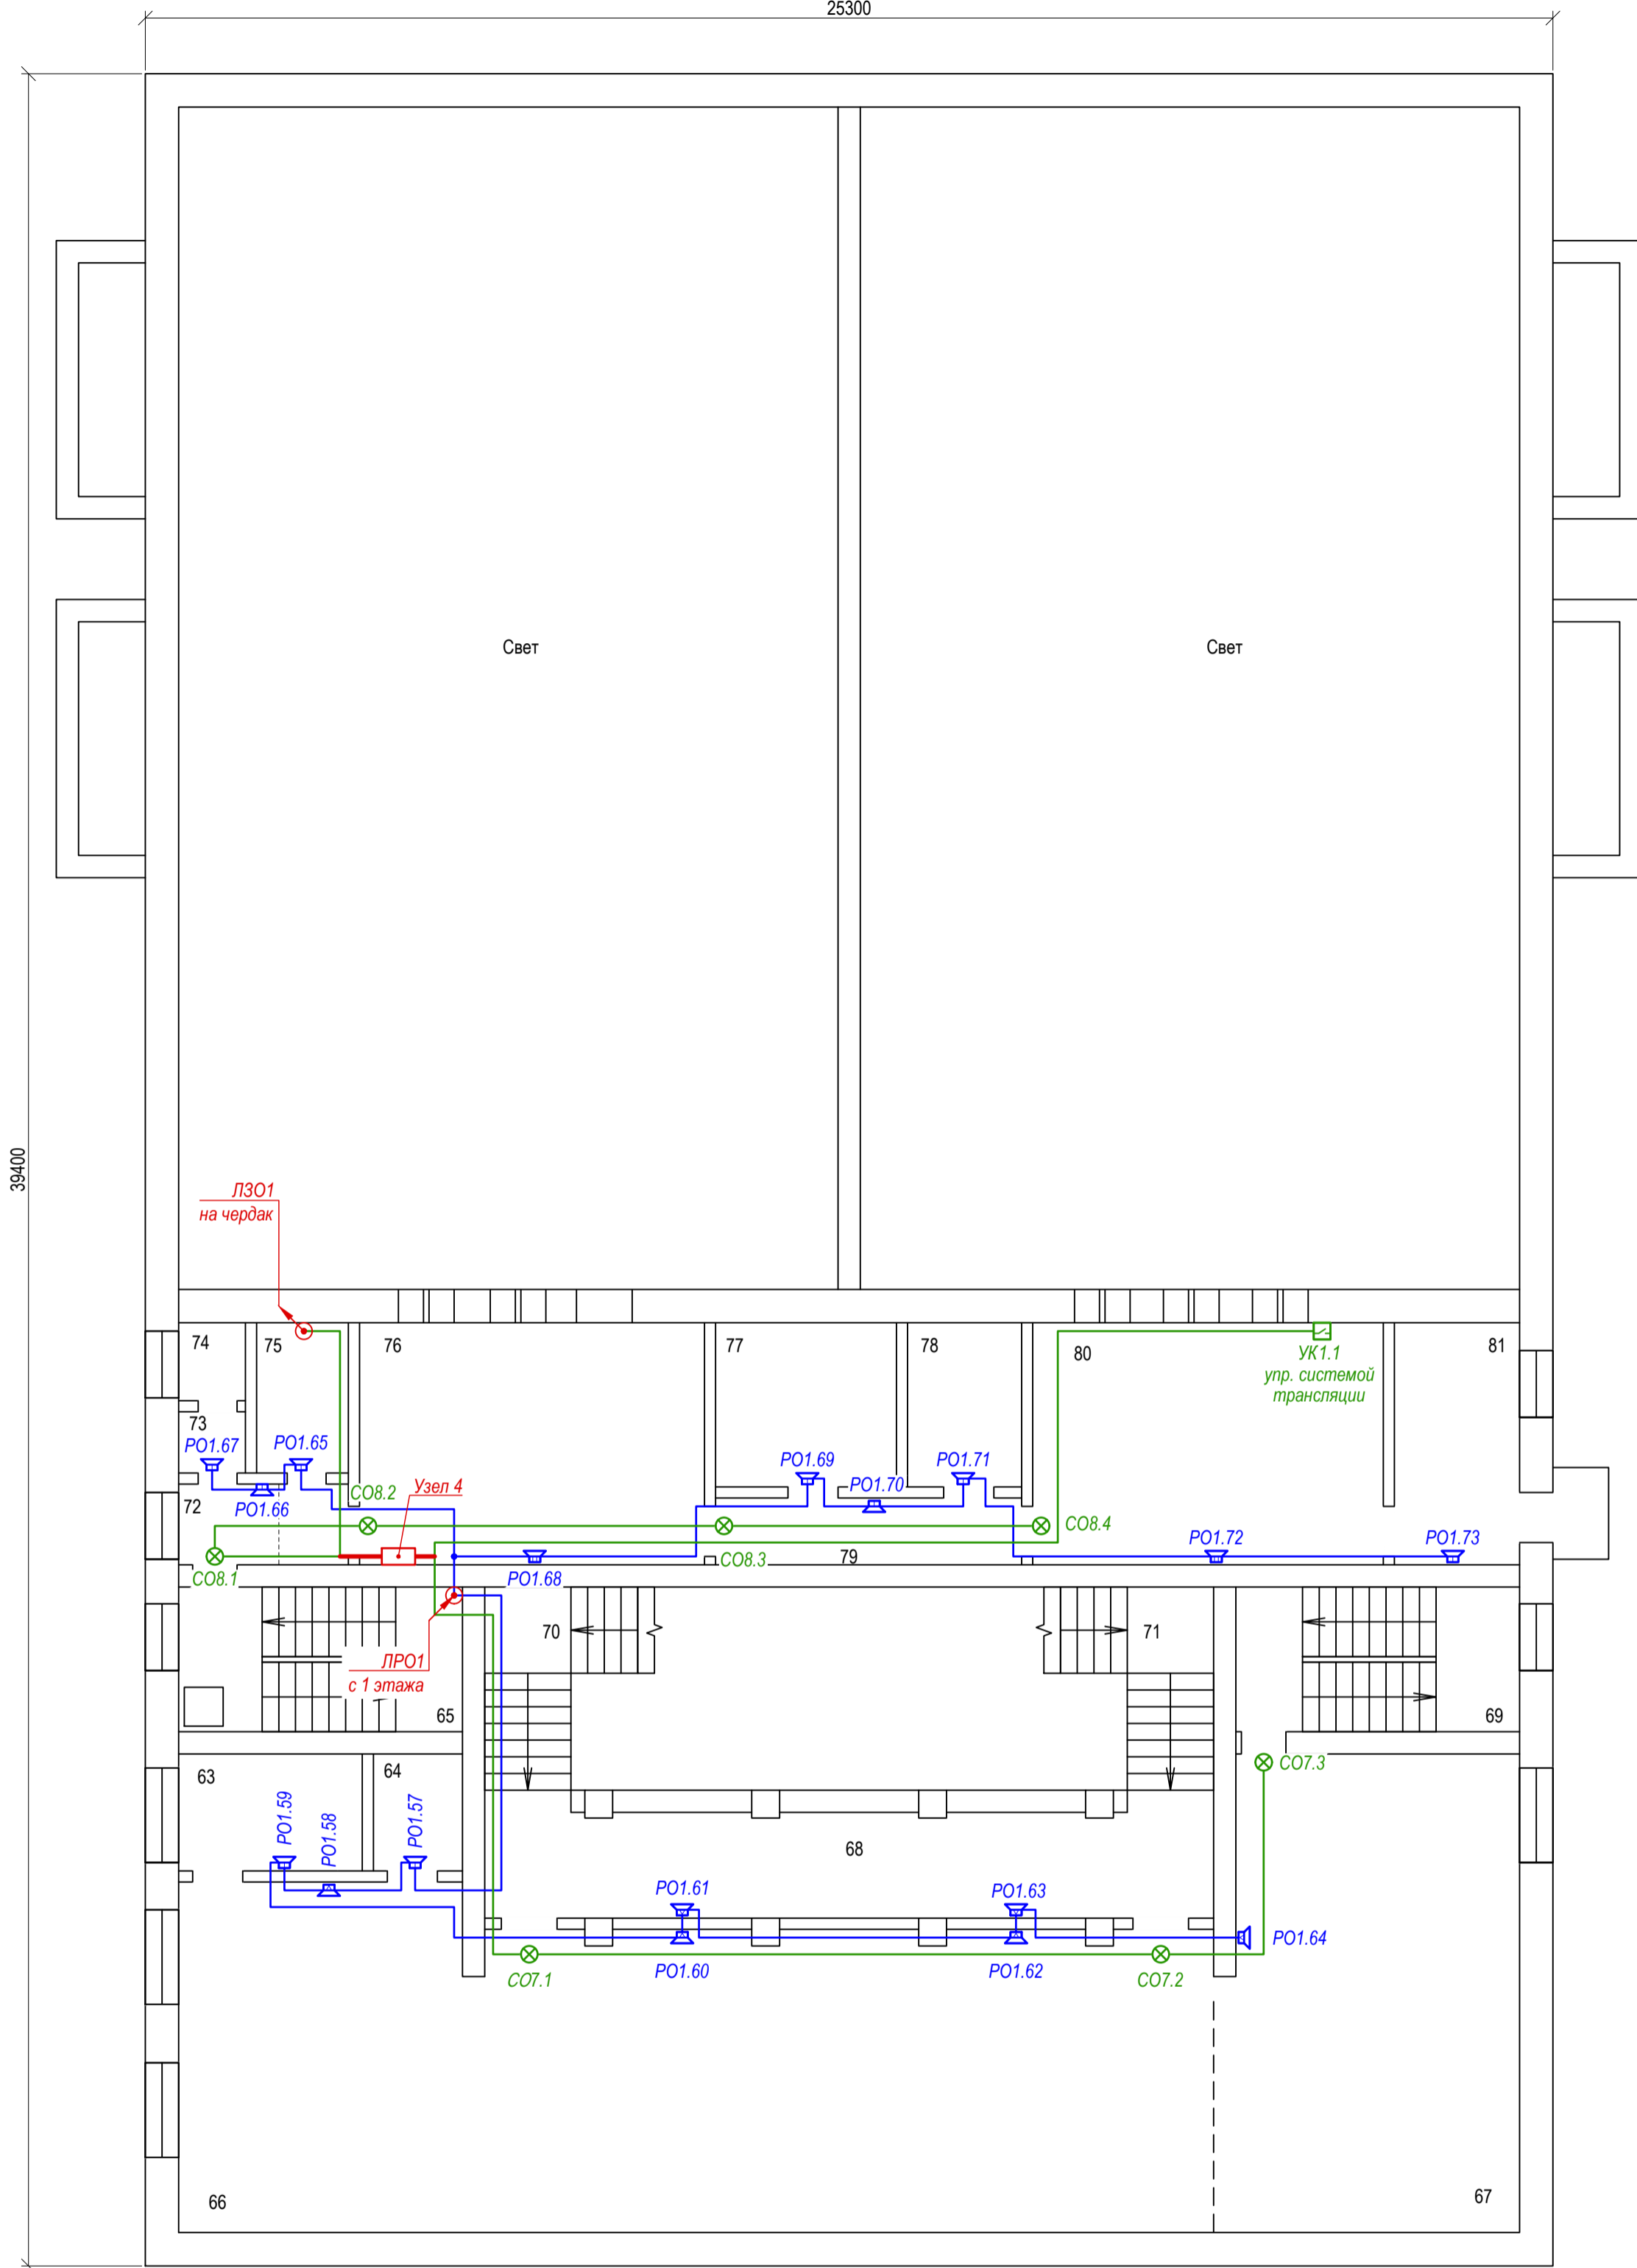 25300
39400
Свет
Свет
ЛЗО1
на чердак
74
75
76
77
78
80
81
УК1.1
упр. системой
трансляции
73
РО1.67
РО1.65
РО1.69
РО1.71
РО1.70
СО8.2
Узел 4
72
РО1.66
СО8.4
РО1.72
РО1.73
СО8.3
79
СО8.1
РО1.68
70
71
ЛРО1
с 1 этажа
65
69
63
64
СО7.3
РО1.59
РО1.58
РО1.57
68
РО1.61
РО1.63
РО1.64
РО1.60
РО1.62
СО7.1
СО7.2
66
67